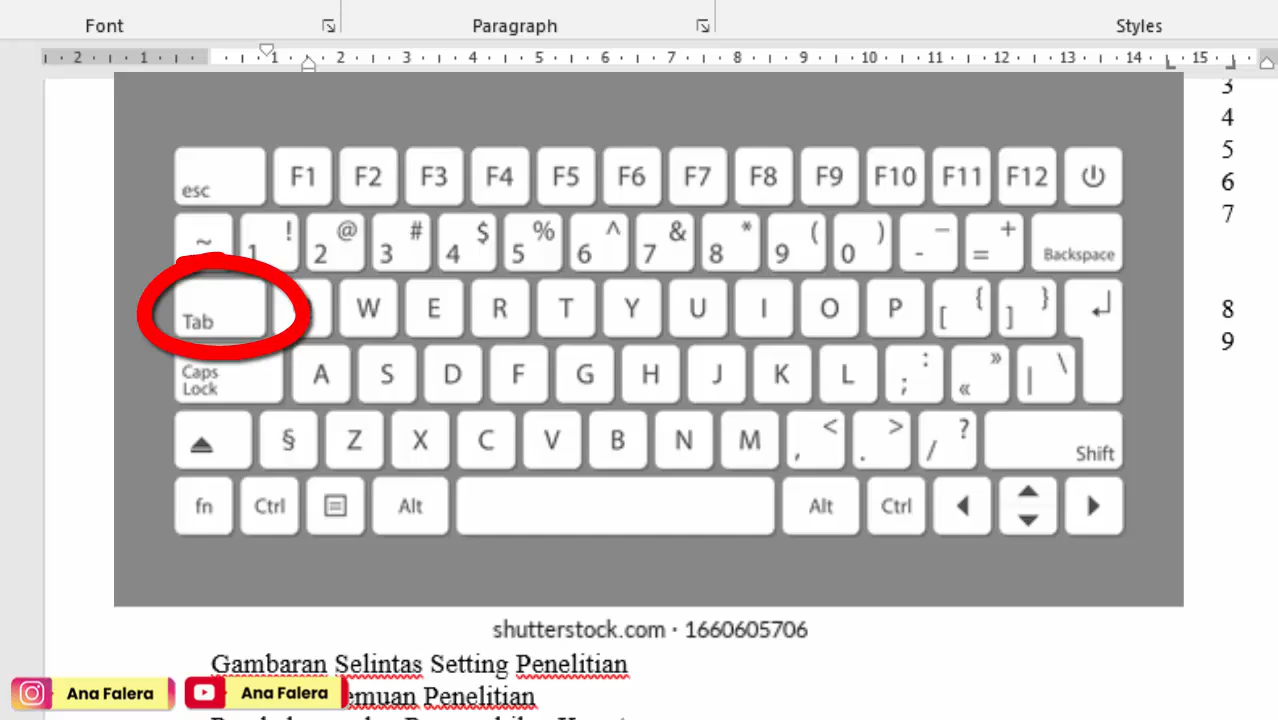 Font Paragraph Styles
2 1 1 2 3 4 5 6 7 8 9 10 11 12 13 14 15
3
4
5
6
7
esc F1 F2 F3 F4 F5 F6 F7 F8 F9 F10 F11 F12
~ 1 ! 2 @ 3 # 4 $ 5 % 6 ^ 7 & 8 * 9 ( 0 ) - _ = + Backspace
Tab W E R T Y U I O P [ { ] }
8
9
Caps Lock A S D F G H J K L ; : « » | \
§ Z X C V B N M , < . > / ? Shift
fn Ctrl Alt Alt Ctrl
shutterstock.com · 1660605706
Gambaran Selintas Setting Penelitian
Penelitian
Ana Falera Ana Falera